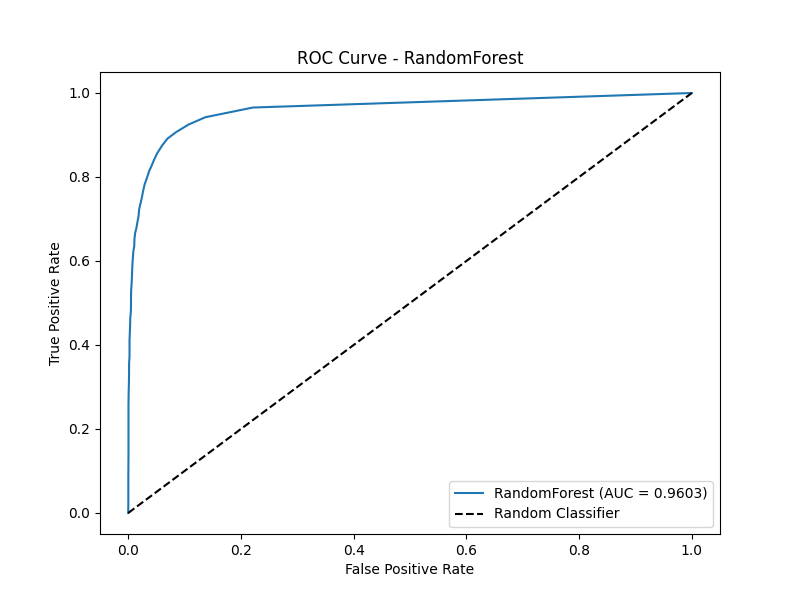 ROC Curve - RandomForest
True Positive Rate
1.0
0.8
0.6
0.4
0.2
0.0
RandomForest (AUC = 0.9603)
Random Classifier
0.0 0.2 0.4 0.6 0.8 1.0
False Positive Rate